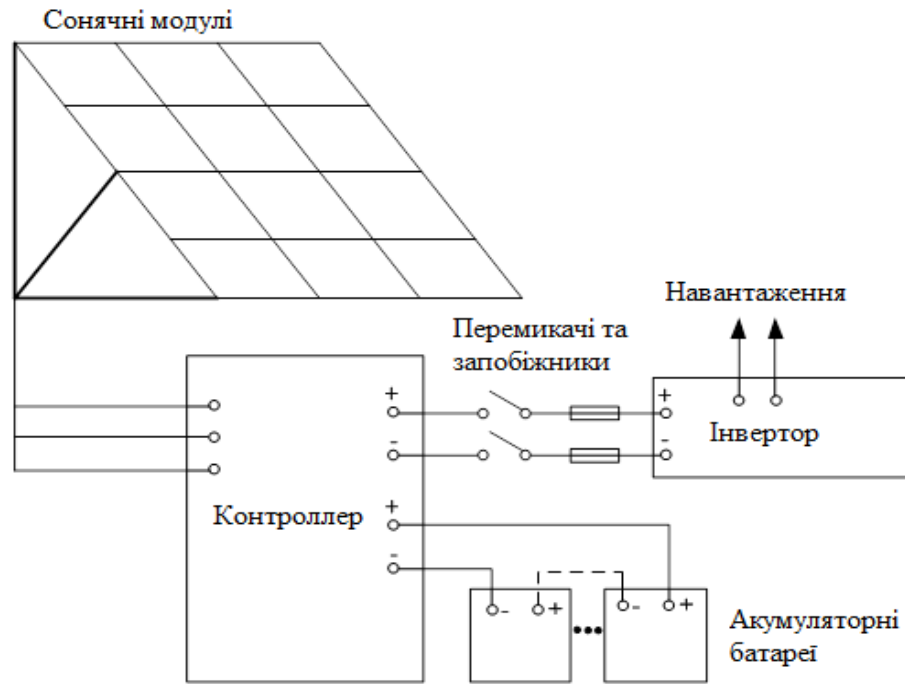 Сонячні модулі
Навантаження
Перемикачі та
запобіжники
+
+
-
-
Інвертор
Контроллер
+
-
- +
- +
Акумуляторні
батареї